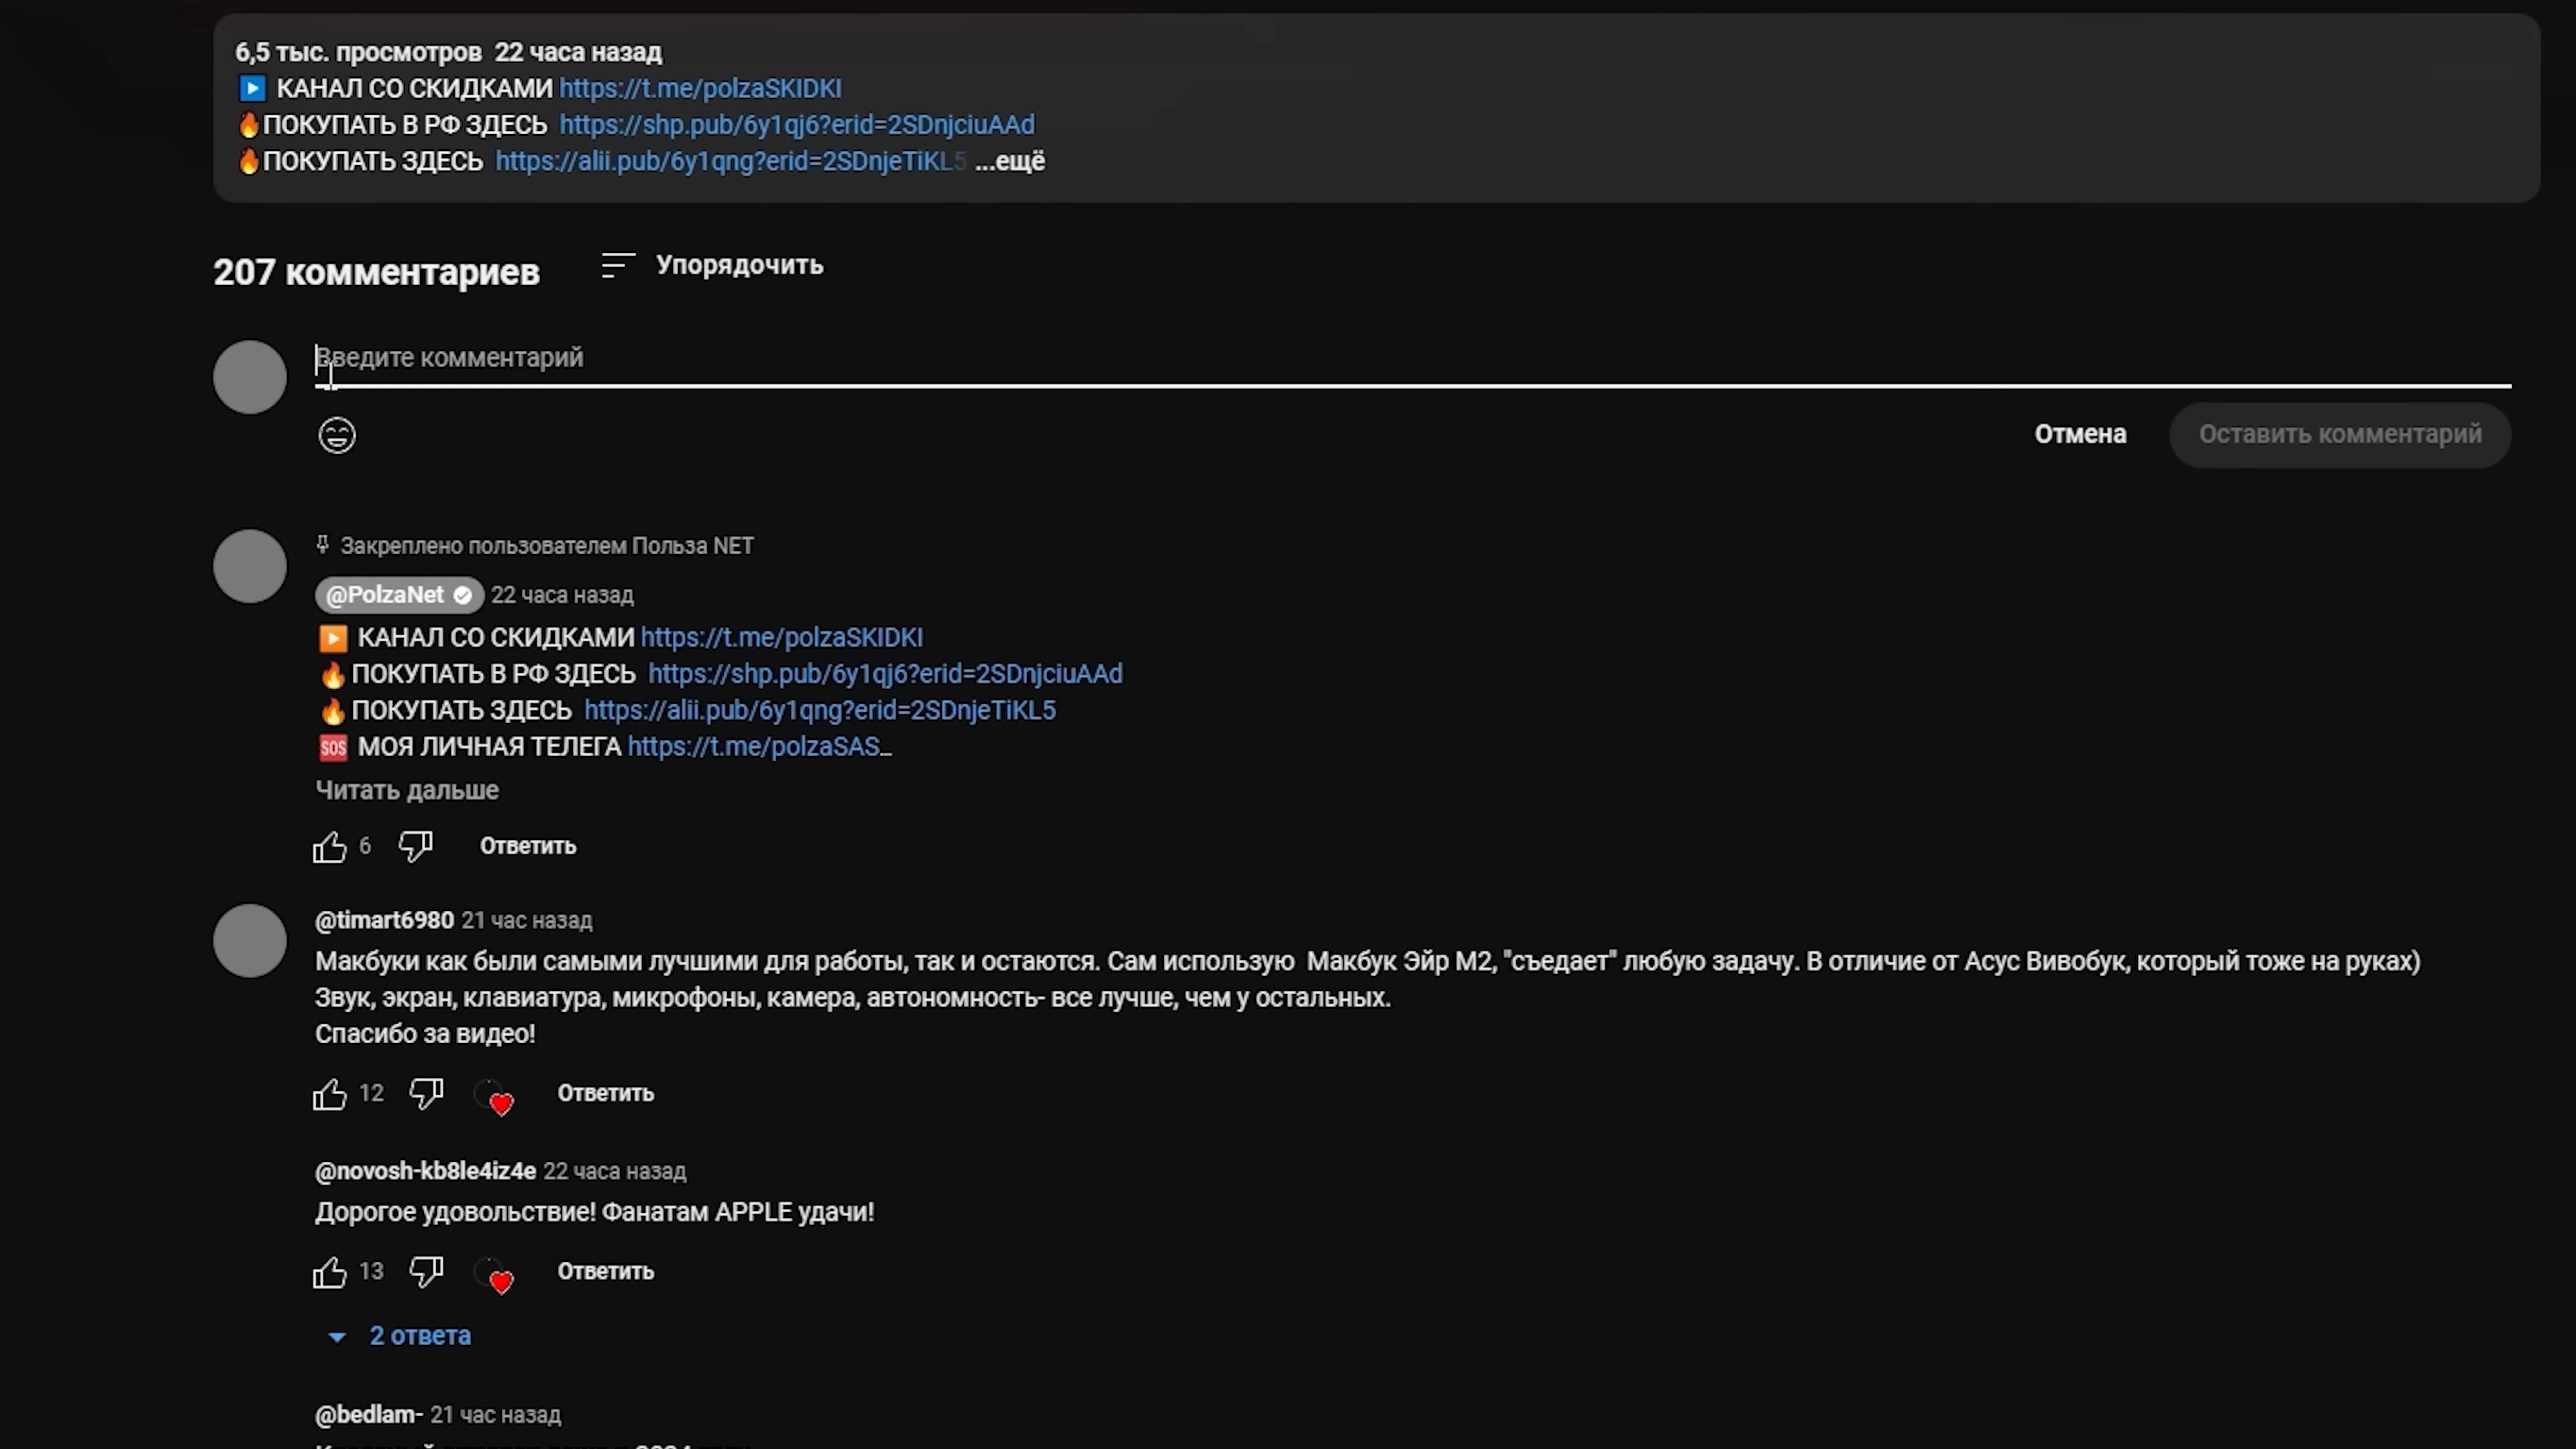 6,5 тыс. просмотров 22 часа назад
▶️ КАНАЛ СО СКИДКАМИ https://t.me/polzaSKIDKI
🔥ПОКУПАТЬ В РФ ЗДЕСЬ https://shp.pub/6y1qj6?erid=2SDnjciuAAd
🔥ПОКУПАТЬ ЗДЕСЬ https://alii.pub/6y1qng?erid=2SDnjeTiKL5 ...ещё
207 комментариев
Упорядочить
Введите комментарий
Отмена
Оставить комментарий
Закреплено пользователем Польза NET
@PolzaNet 22 часа назад
▶️ КАНАЛ СО СКИДКАМИ https://t.me/polzaSKIDKI
🔥ПОКУПАТЬ В РФ ЗДЕСЬ https://shp.pub/6y1qj6?erid=2SDnjciuAAd
🔥ПОКУПАТЬ ЗДЕСЬ https://alii.pub/6y1qng?erid=2SDnjeTiKL5
🆘 МОЯ ЛИЧНАЯ ТЕЛЕГА https://t.me/polzaSAS…
Читать дальше
6 Ответить
@timart6980 21 час назад
Макбуки как были самыми лучшими для работы, так и остаются. Сам использую Макбук Эйр М2, "съедает" любую задачу. В отличие от Асус Вивобук, который тоже на руках)
Звук, экран, клавиатура, микрофоны, камера, автономность- все лучше, чем у остальных.
Спасибо за видео!
12 Ответить
@novosh-kb8le4iz4e 22 часа назад
Дорогое удовольствие! Фанатам APPLE удачи!
13 Ответить
2 ответа
@bedlam- 21 час назад